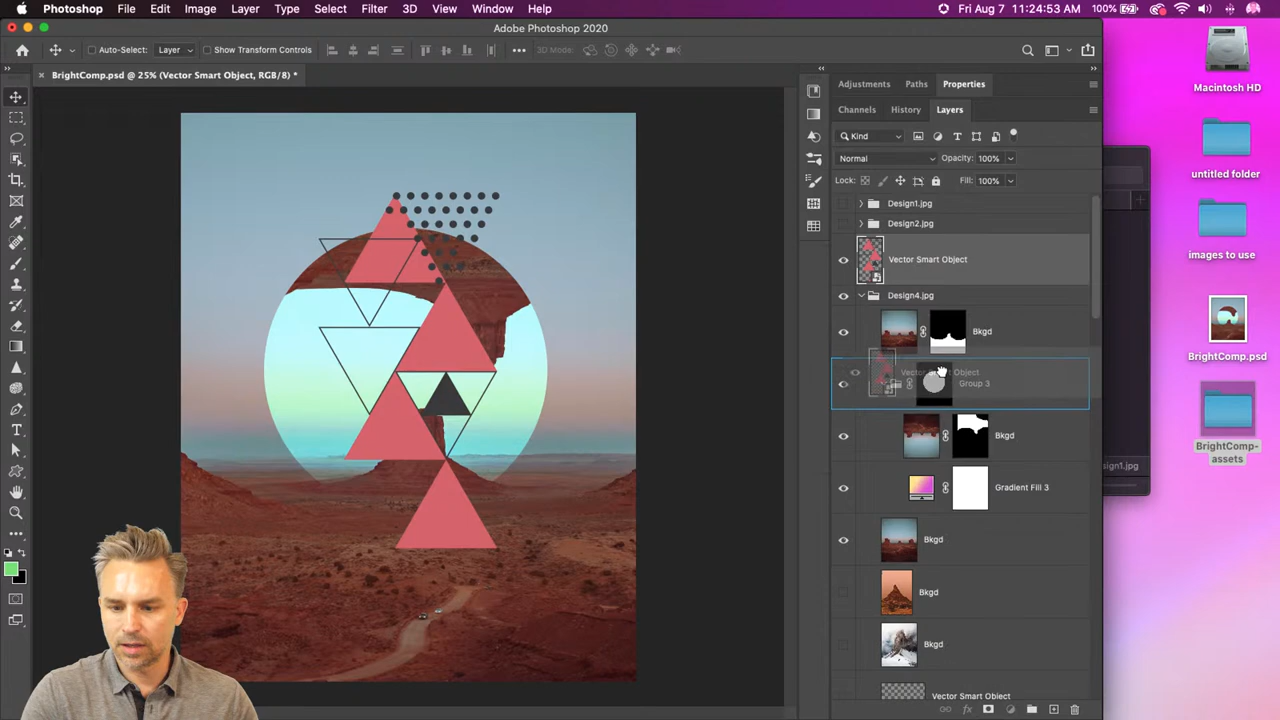 Photoshop File Edit Image Layer Type Select Filter 3D View Window Help 100% Fri Aug 7 11:24:53 AM
Adobe Photoshop 2020
Auto-Select: Layer Show Transform Controls 3D Mode:
BrightComp.psd @ 25% (Vector Smart Object, RGB/8) *
Adjustments Paths Properties
Channels History Layers
Kind
Normal Opacity: 100%
Lock: Fill: 100%
Design1.jpg
Design2.jpg
Vector Smart Object
Design4.jpg
Bkgd
Vector Smart Object
Group 3
Bkgd
Gradient Fill 3
Bkgd
Bkgd
Bkgd
Vector Smart Object
sign1.jpg
Macintosh HD
untitled folder
images to use
BrightComp.psd
BrightComp-
assets